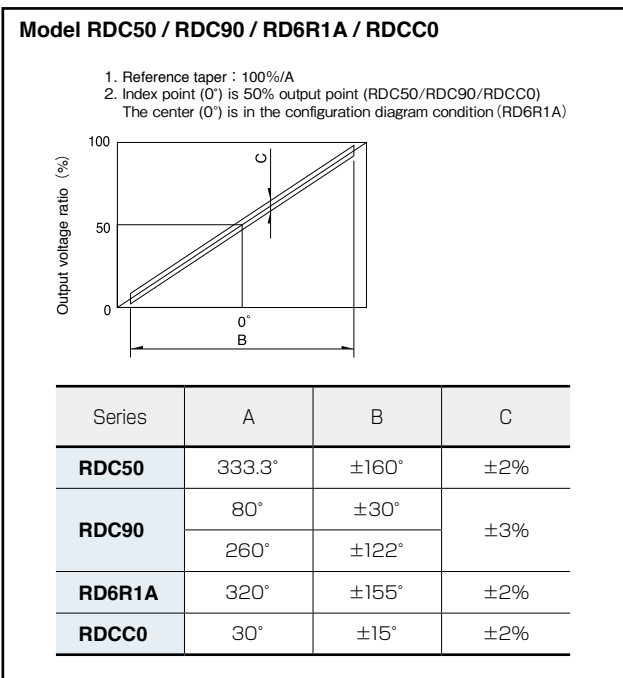 Model RDC50 / RDC90 / RD6R1A / RDCC0
1. Reference taper : 100%/A
2. Index point (0°) is 50% output point (RDC50/RDC90/RDCC0)
The center (0°) is in the configuration diagram condition (RD6R1A)
Output voltage ratio (%)
100
50
0
C
0°
B
Series A B C
RDC50 333.3° ±160° ±2%
RDC90 80° ±30° ±3%
260° ±122°
RD6R1A 320° ±155° ±2%
RDCC0 30° ±15° ±2%